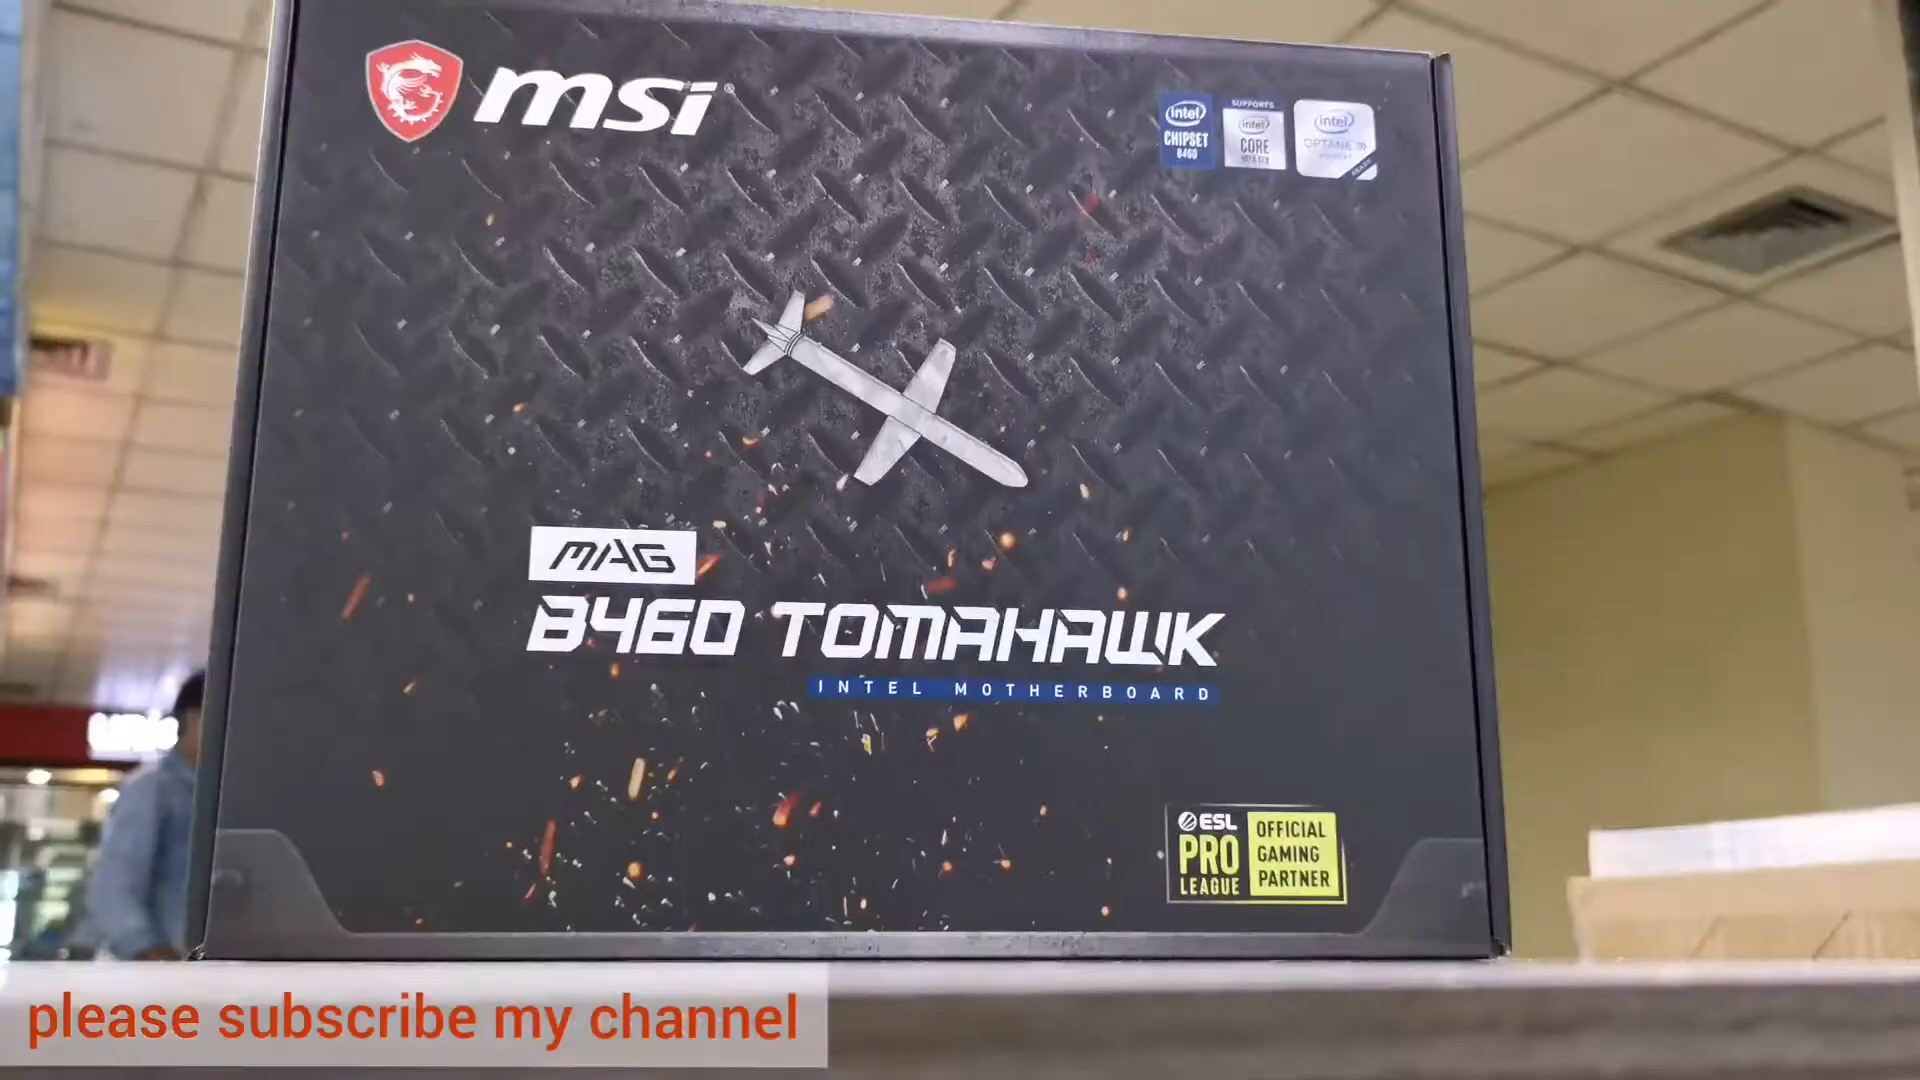 msi
intel
CHIPSET
B460
SUPPORTS
intel
CORE
intel
OPTANE
MAG
B460 TOMAHAWK
INTEL MOTHERBOARD
ESL
PRO
LEAGUE
OFFICIAL
GAMING
PARTNER
please subscribe my channel